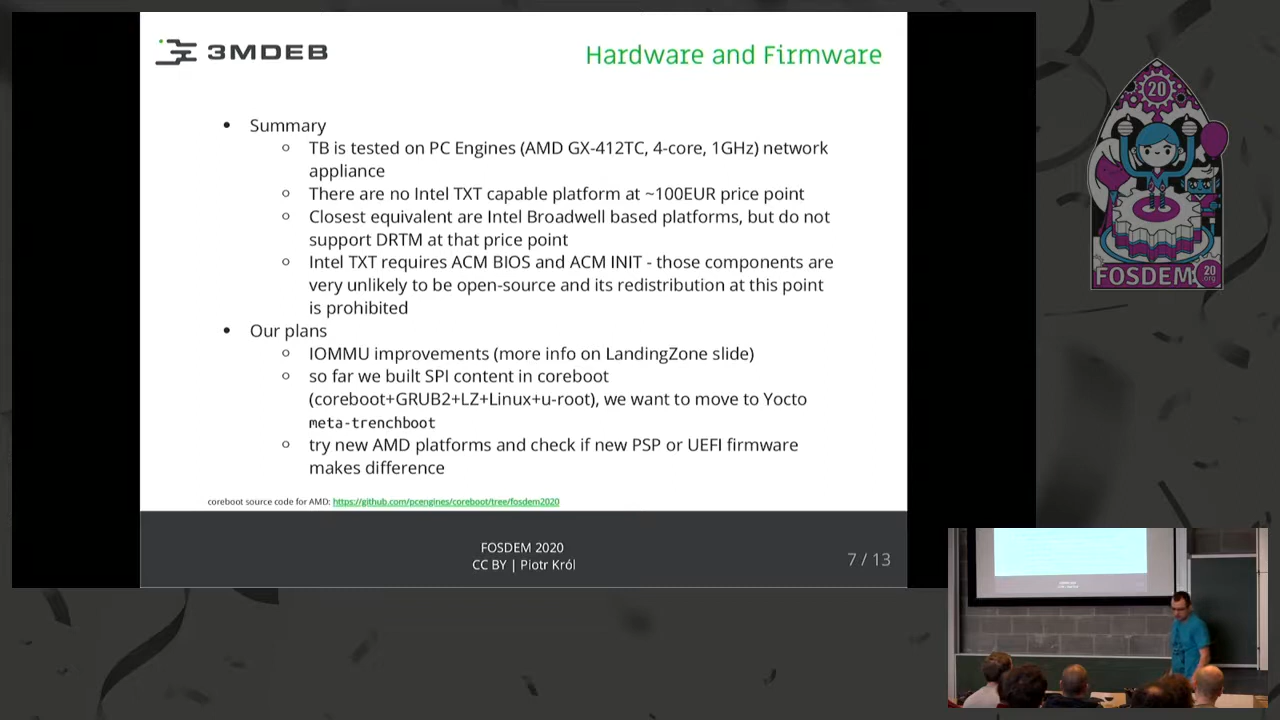 3MDEB
Hardware and Firmware
• Summary
○ TB is tested on PC Engines (AMD GX-412TC, 4-core, 1GHz) network
appliance
○ There are no Intel TXT capable platform at ~100EUR price point
○ Closest equivalent are Intel Broadwell based platforms, but do not
support DRTM at that price point
○ Intel TXT requires ACM BIOS and ACM INIT - those components are
very unlikely to be open-source and its redistribution at this point
is prohibited
• Our plans
○ IOMMU improvements (more info on LandingZone slide)
○ so far we built SPI content in coreboot
(coreboot+GRUB2+LZ+Linux+u-root), we want to move to Yocto
meta-trenchboot
○ try new AMD platforms and check if new PSP or UEFI firmware
makes difference
coreboot source code for AMD: https://github.com/pcengines/coreboot/tree/fosdem2020
FOSDEM 2020
CC BY | Piotr Król
7 / 13
20
FOSDEM
20
.org